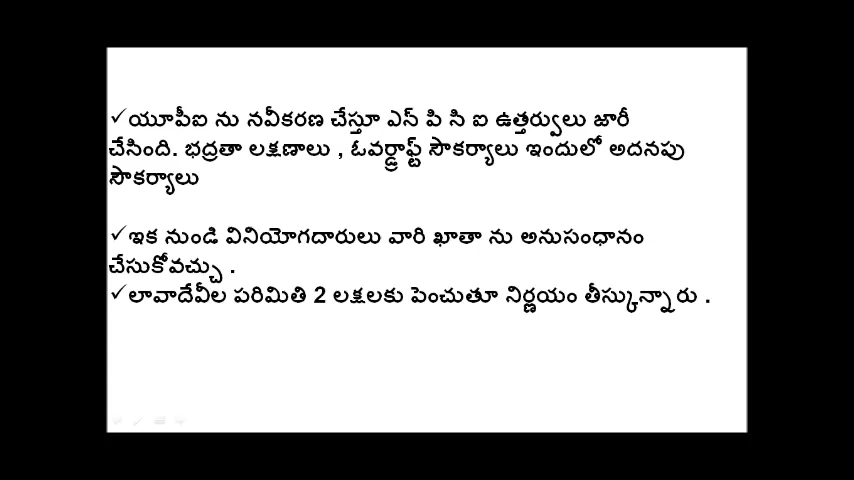 ✓యూపీఐ ను నవీకరణ చేస్తూ ఎన్ పి సి ఐ ఉత్తర్వులు జారీ
చేసింది. భద్రతా లక్షణాలు , ఓవర్డ్రాఫ్ట్ సౌకర్యాలు ఇందులో అదనపు
సౌకర్యాలు
✓ఇక నుండి వినియోగదారులు వారి ఖాతా ను అనుసంధానం
చేసుకోవచ్చు .
✓లావాదేవీల పరిమితి 2 లక్షలకు పెంచుతూ నిర్ణయం తీస్కున్నారు .